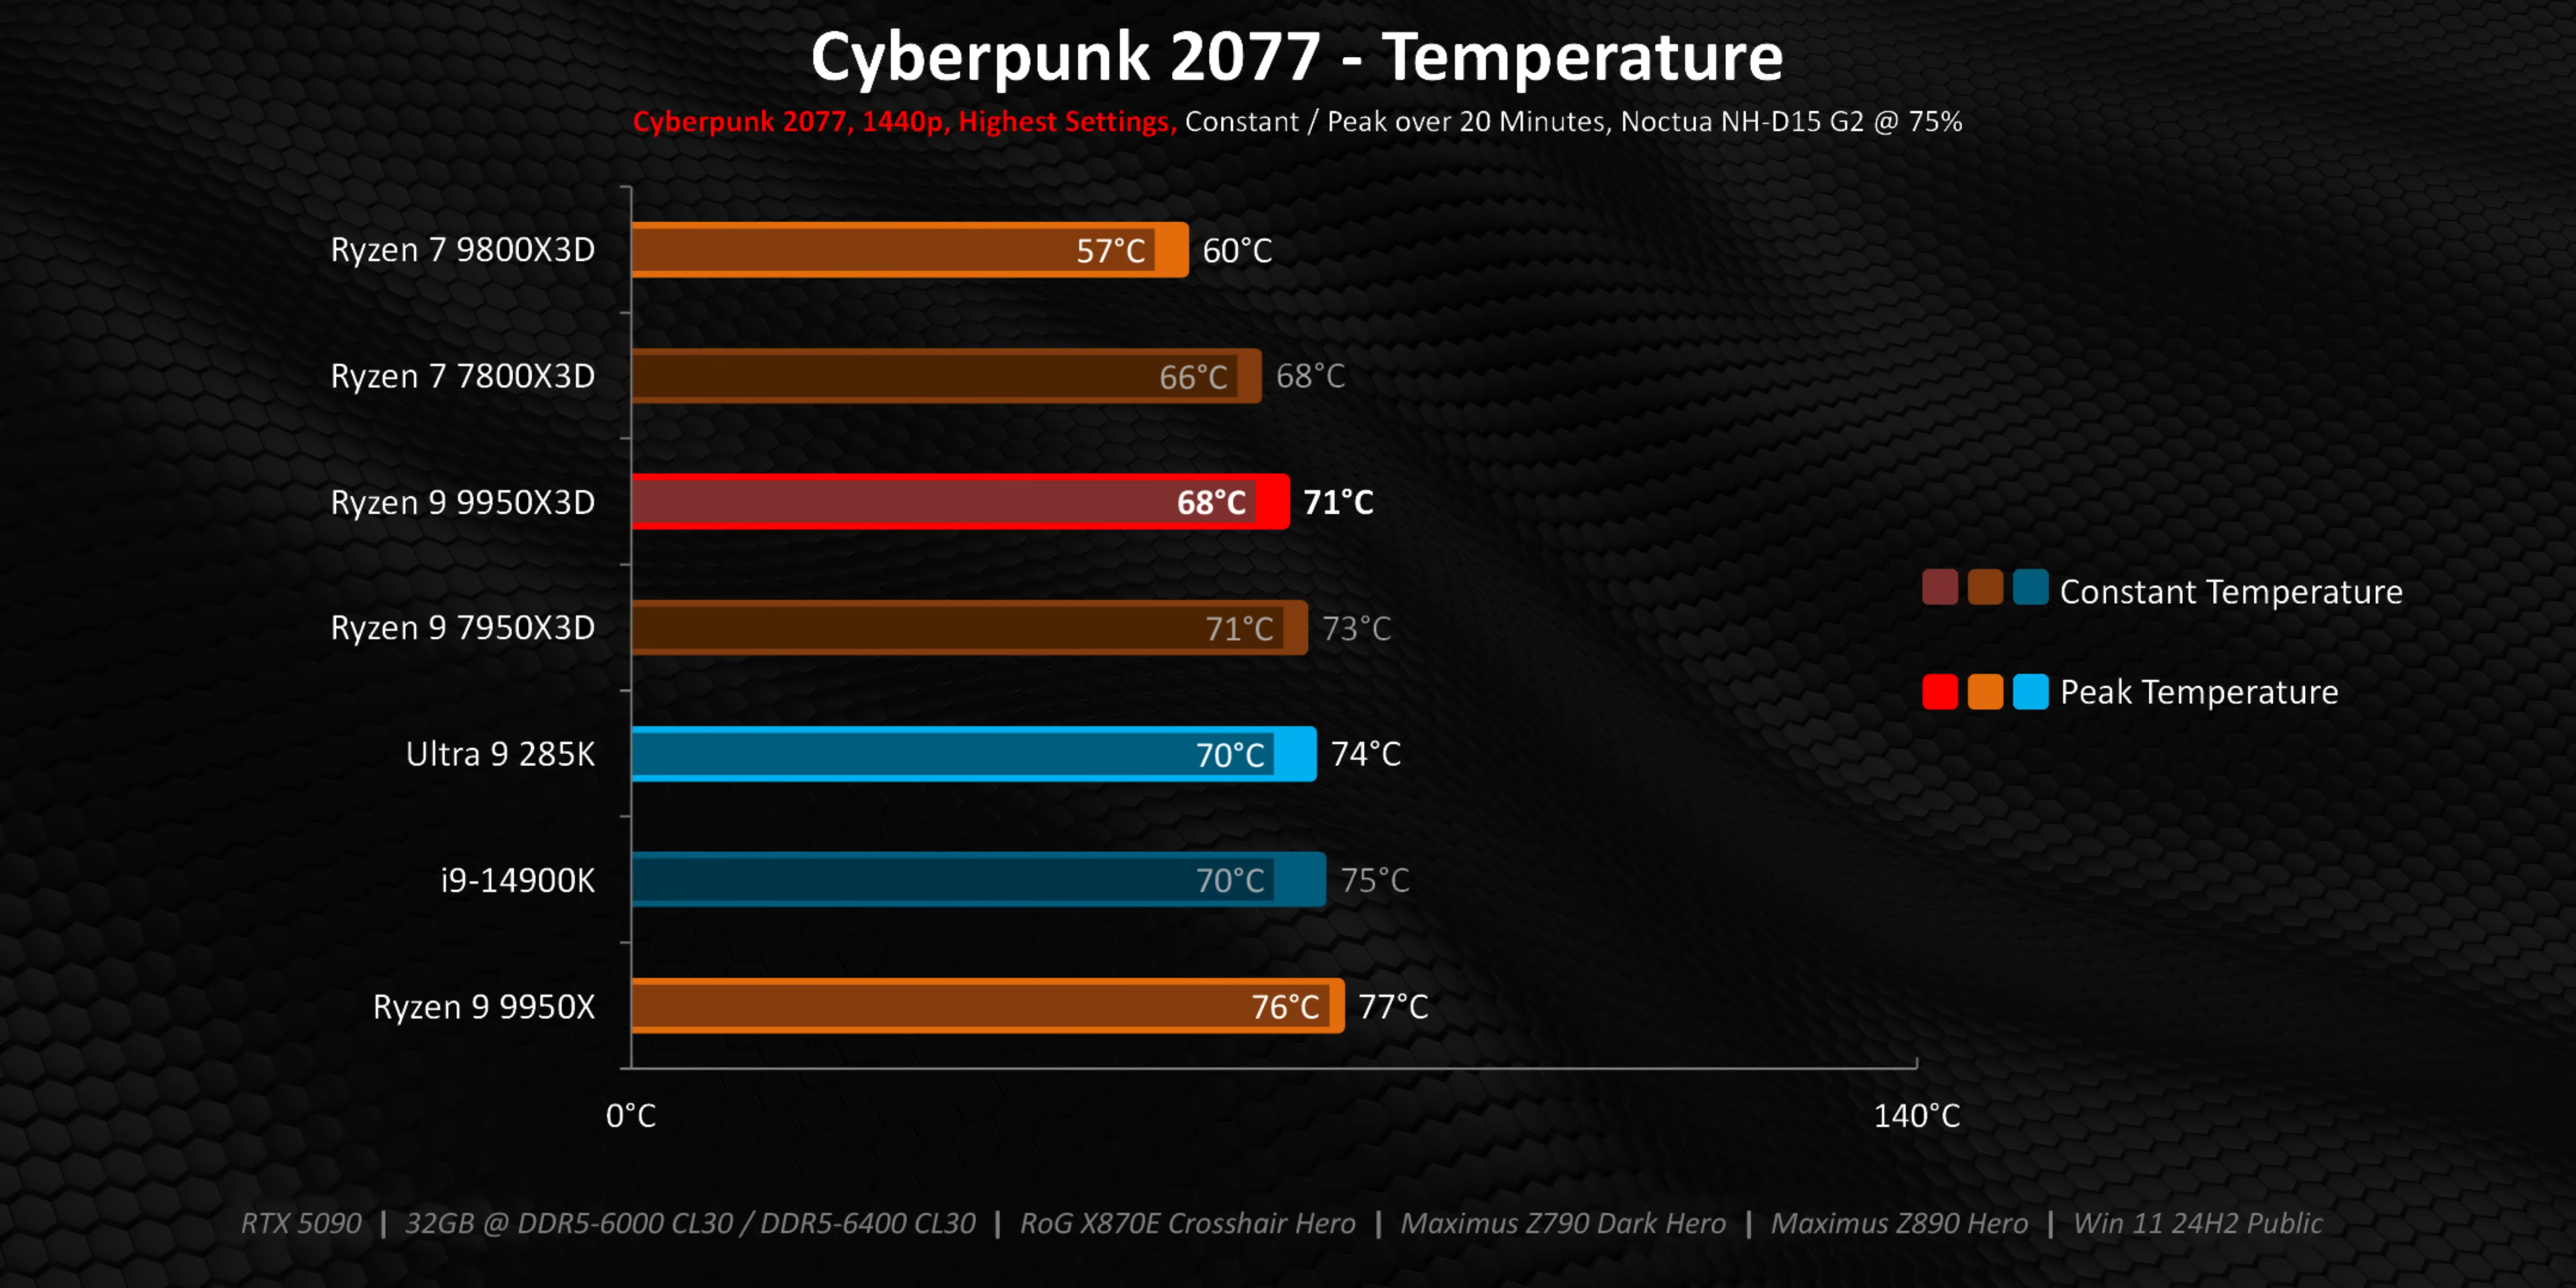 Cyberpunk 2077 - Temperature
Cyberpunk 2077, 1440p, Highest Settings, Constant / Peak over 20 Minutes, Noctua NH-D15 G2 @ 75%
Ryzen 7 9800X3D 57°C 60°C
Ryzen 7 7800X3D 66°C 68°C
Ryzen 9 9950X3D 68°C 71°C
Ryzen 9 7950X3D 71°C 73°C
Ultra 9 285K 70°C 74°C
i9-14900K 70°C 75°C
Ryzen 9 9950X 76°C 77°C
0°C 140°C
Constant Temperature
Peak Temperature
RTX 5090 | 32GB @ DDR5-6000 CL30 / DDR5-6400 CL30 | RoG X870E Crosshair Hero | Maximus Z790 Dark Hero | Maximus Z890 Hero | Win 11 24H2 Public